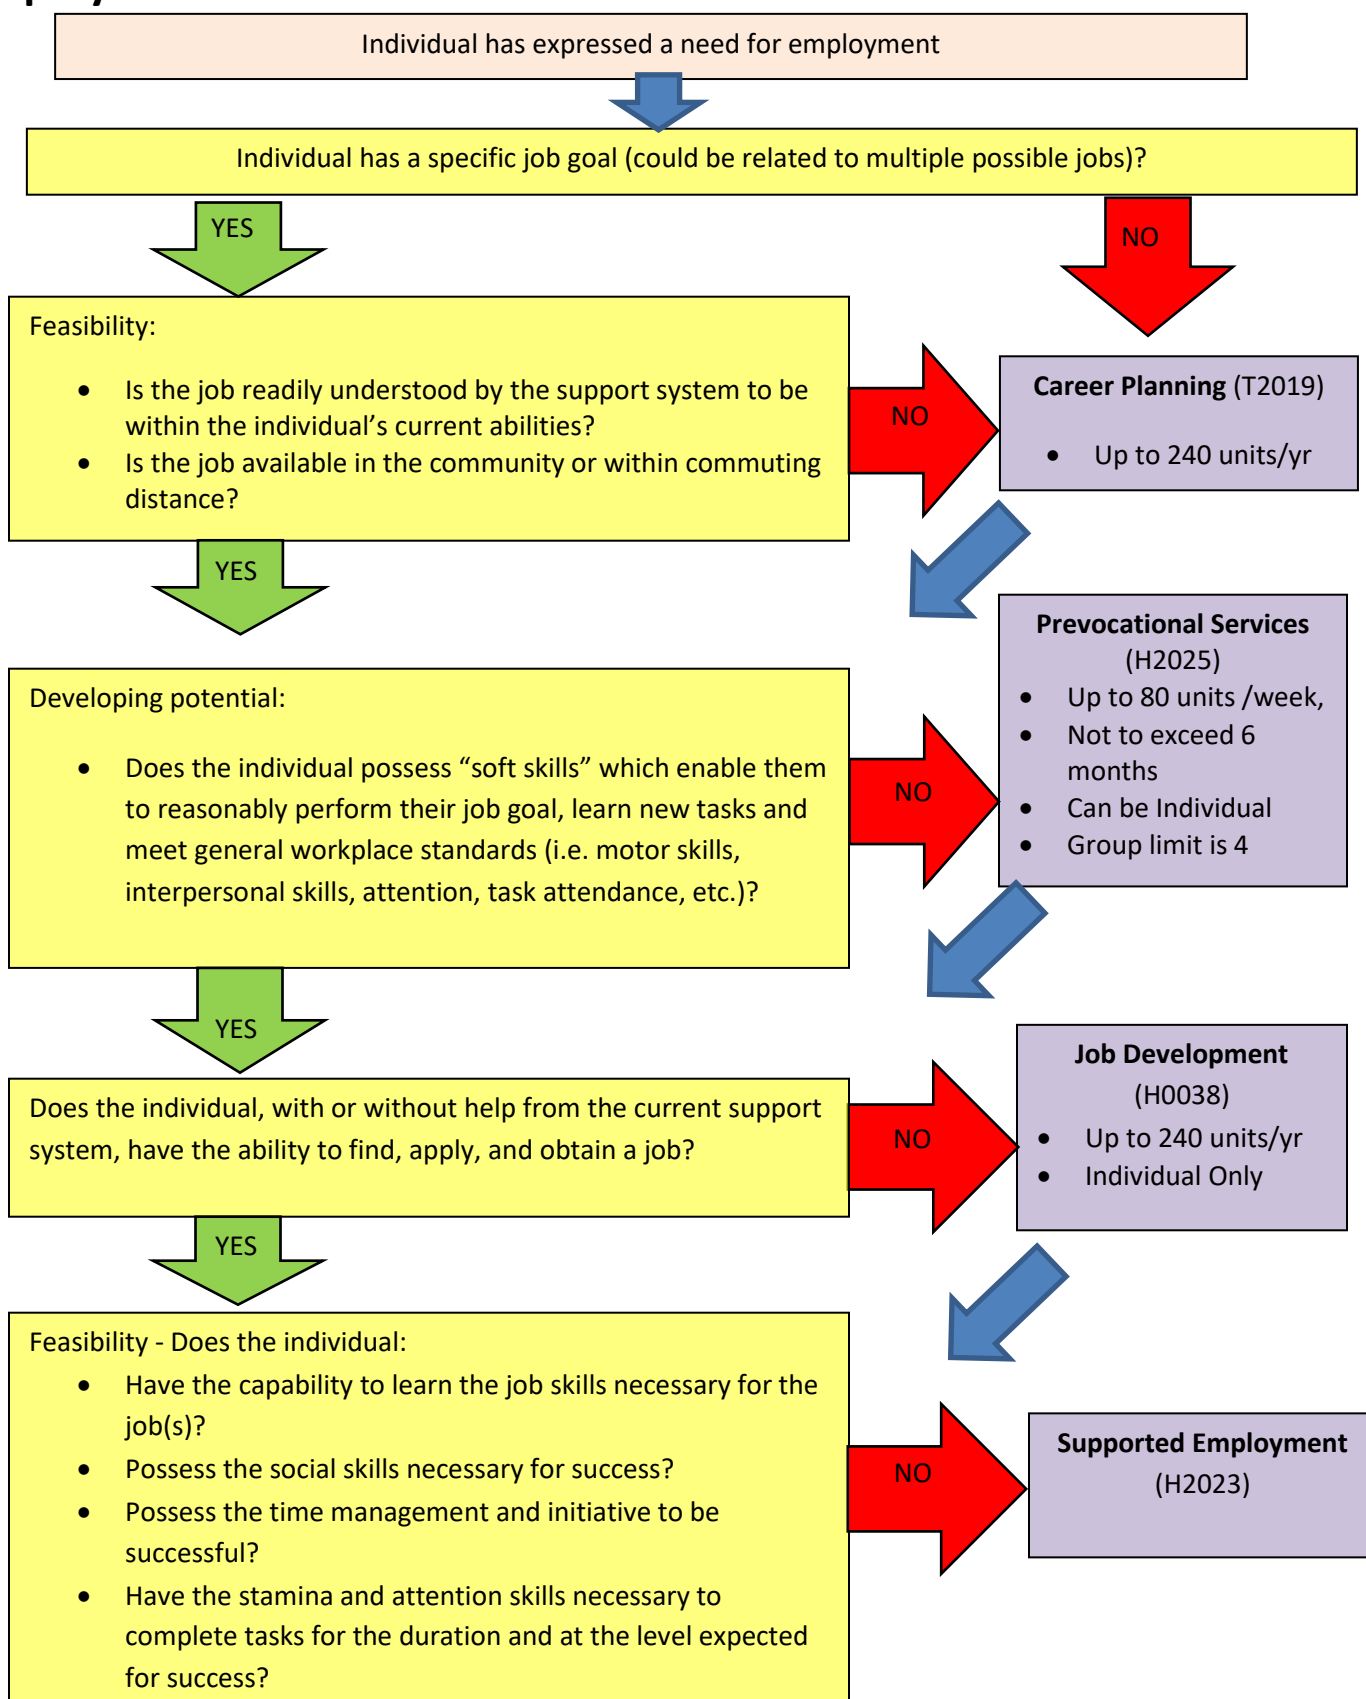 Individual has expressed a need for employment
Individual has a specific job goal (could be related to multiple possible jobs)?
YES
NO
Feasibility:
• Is the job readily understood by the support system to be
within the individual’s current abilities?
• Is the job available in the community or within commuting
distance?
NO
Career Planning (T2019)
• Up to 240 units/yr
YES
Developing potential:
• Does the individual possess “soft skills” which enable them
to reasonably perform their job goal, learn new tasks and
meet general workplace standards (i.e. motor skills,
interpersonal skills, attention, task attendance, etc.)?
NO
Prevocational Services
(H2025)
• Up to 80 units /week,
• Not to exceed 6
months
• Can be Individual
• Group limit is 4
YES
Does the individual, with or without help from the current support
system, have the ability to find, apply, and obtain a job?
NO
Job Development
(H0038)
• Up to 240 units/yr
• Individual Only
YES
Feasibility - Does the individual:
• Have the capability to learn the job skills necessary for the
job(s)?
• Possess the social skills necessary for success?
• Possess the time management and initiative to be
successful?
• Have the stamina and attention skills necessary to
complete tasks for the duration and at the level expected
for success?
NO
Supported Employment
(H2023)